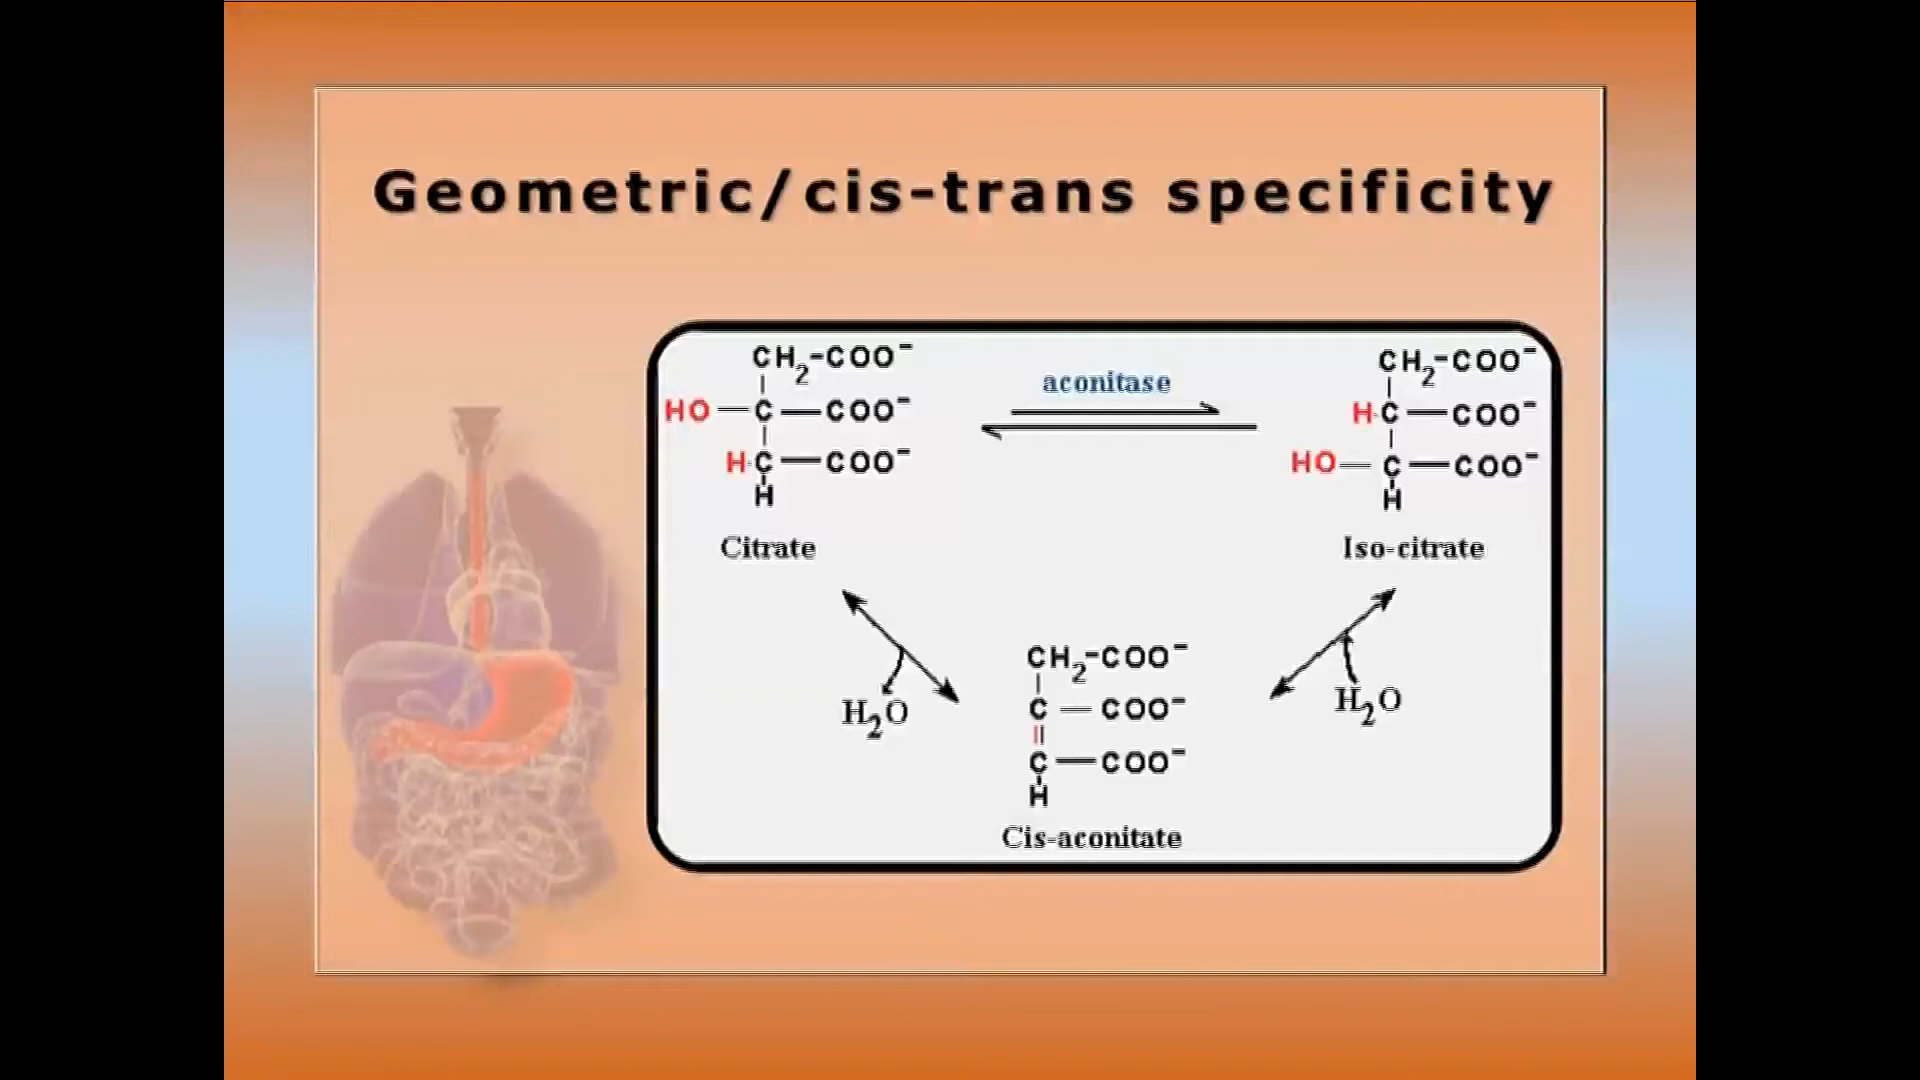 Geometric/cis-trans specificity
CH2-COO-
HO—C—COO-
H-C—COO-
H
Citrate
aconitase
CH2-COO-
H-C—COO-
HO—C—COO-
H
Iso-citrate
H2O
CH2-COO-
C—COO-
C—COO-
H
Cis-aconitate
H2O